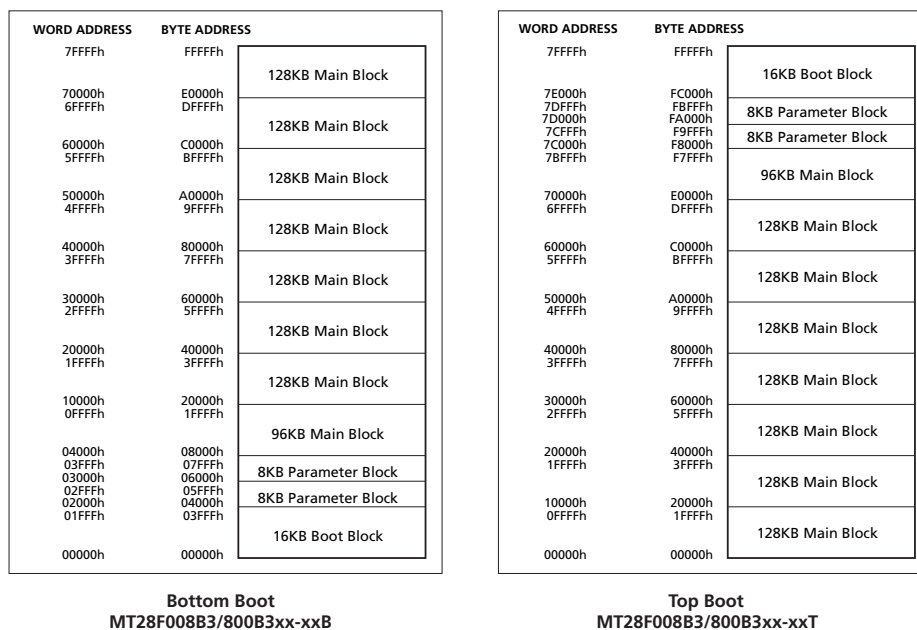 WORD ADDRESS BYTE ADDRESS
7FFFFh FFFFFh
128KB Main Block
70000h E0000h
6FFFFh DFFFFh
128KB Main Block
60000h C0000h
5FFFFh BFFFFh
128KB Main Block
50000h A0000h
4FFFFh 9FFFFh
128KB Main Block
40000h 80000h
3FFFFh 7FFFFh
128KB Main Block
30000h 60000h
2FFFFh 5FFFFh
128KB Main Block
20000h 40000h
1FFFFh 3FFFFh
128KB Main Block
10000h 20000h
0FFFFh 1FFFFh
96KB Main Block
04000h 08000h
03FFFh 07FFFh
8KB Parameter Block
03000h 06000h
02FFFh 05FFFh
8KB Parameter Block
02000h 04000h
01FFFh 03FFFh
16KB Boot Block
00000h 00000h
Bottom Boot
MT28F008B3/800B3xx-xxB
WORD ADDRESS BYTE ADDRESS
7FFFFh FFFFFh
16KB Boot Block
7E000h FC000h
7DFFFh FBFFFh
8KB Parameter Block
7D000h FA000h
7CFFFh F9FFFh
8KB Parameter Block
7C000h F8000h
7BFFFh F7FFFh
96KB Main Block
70000h E0000h
6FFFFh DFFFFh
128KB Main Block
60000h C0000h
5FFFFh BFFFFh
128KB Main Block
50000h A0000h
4FFFFh 9FFFFh
128KB Main Block
40000h 80000h
3FFFFh 7FFFFh
128KB Main Block
30000h 60000h
2FFFFh 5FFFFh
128KB Main Block
20000h 40000h
1FFFFh 3FFFFh
128KB Main Block
10000h 20000h
0FFFFh 1FFFFh
128KB Main Block
00000h 00000h
Top Boot
MT28F008B3/800B3xx-xxT